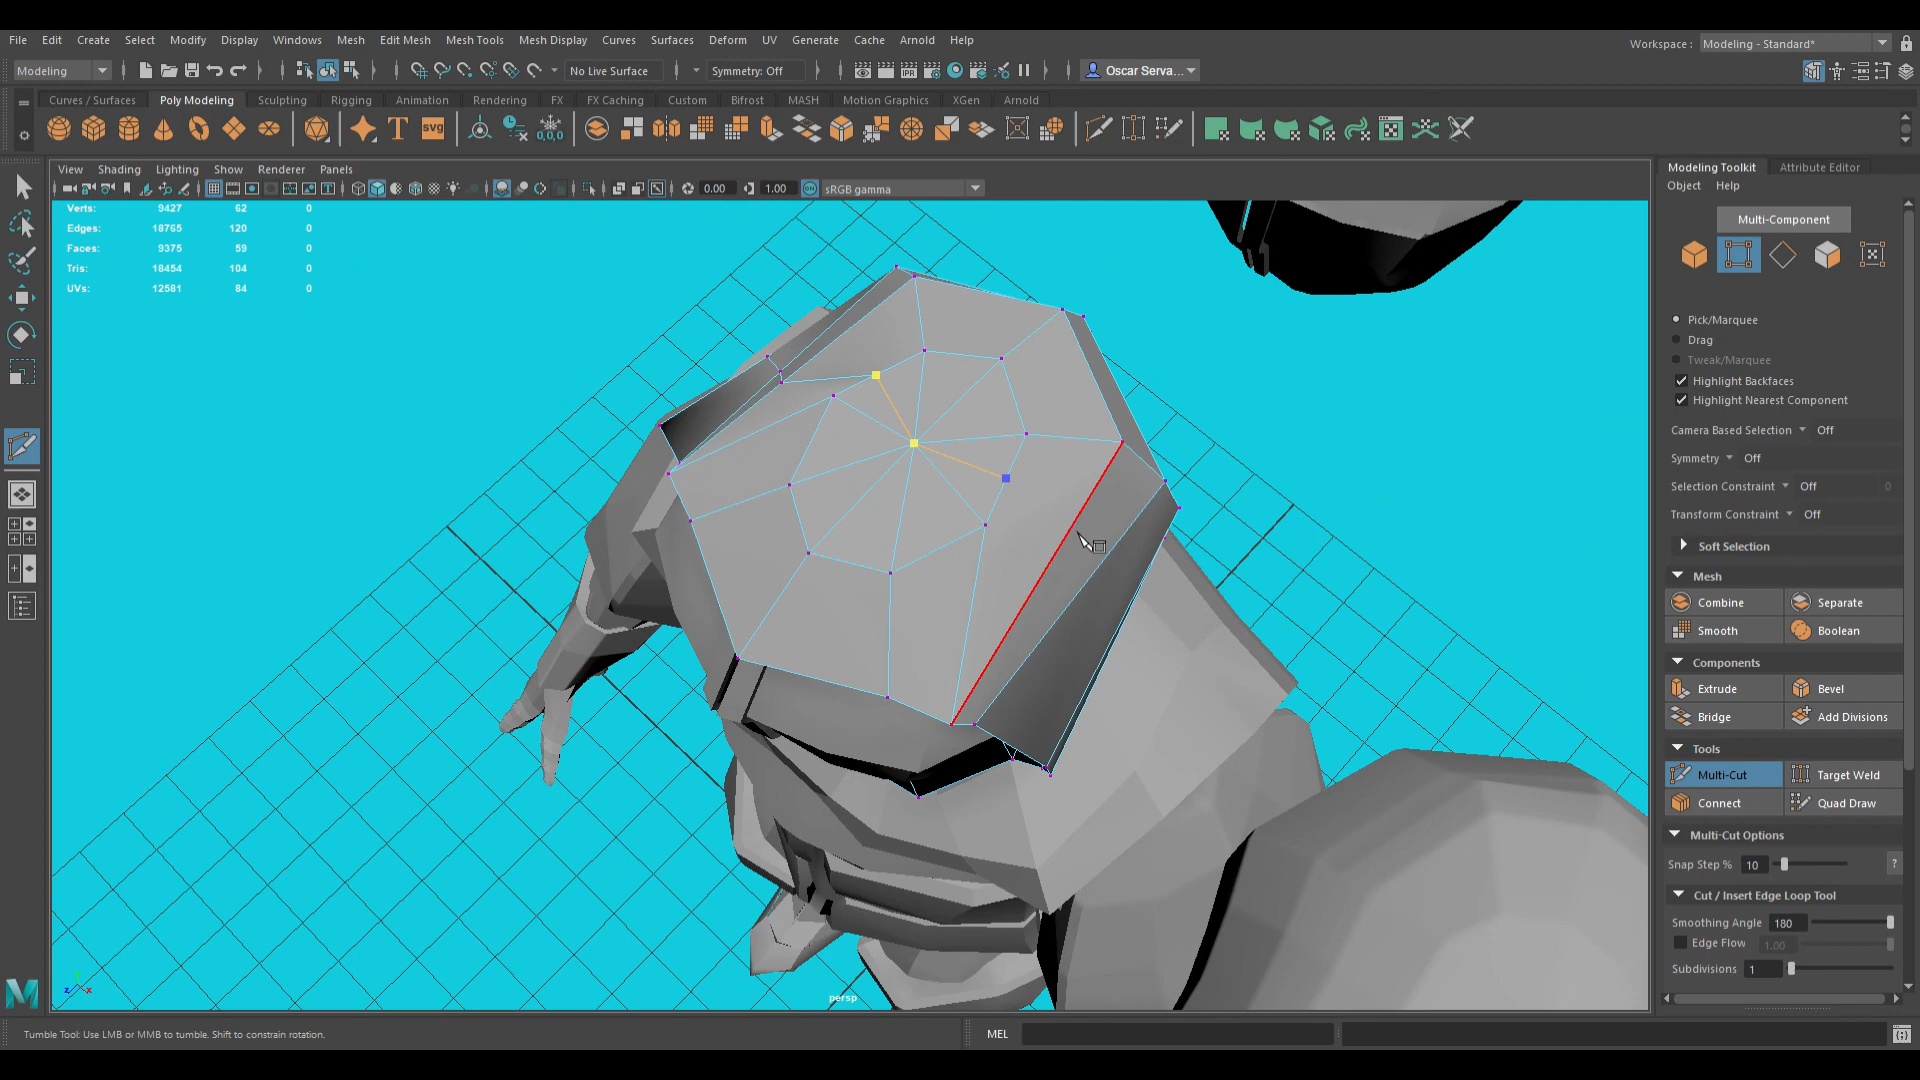 File Edit Create Select Modify Display Windows Mesh Edit Mesh Mesh Tools Mesh Display Curves Surfaces Deform UV Generate Cache Arnold Help
Workspace : Modeling - Standard*
Modeling No Live Surface Symmetry: Off Oscar Serva...
Curves / Surfaces Poly Modeling Sculpting Rigging Animation Rendering FX FX Caching Custom Bifrost MASH Motion Graphics XGen Arnold
T SVG 0,0,0
View Shading Lighting Show Renderer Panels
0.00 1.00 ON sRGB gamma
Verts: 9427 62 0
Edges: 18765 120 0
Faces: 9375 59 0
Tris: 18454 104 0
UVs: 12581 84 0
persp
Modeling Toolkit Attribute Editor
Object Help
Multi-Component
Pick/Marquee
Drag
Tweak/Marquee
Highlight Backfaces
Highlight Nearest Component
Camera Based Selection Off
Symmetry Off
Selection Constraint Off 0
Transform Constraint Off
Soft Selection
Mesh
Combine Separate
Smooth Boolean
Components
Extrude Bevel
Bridge Add Divisions
Tools
Multi-Cut Target Weld
Connect Quad Draw
Multi-Cut Options
Snap Step % 10 ?
Cut / Insert Edge Loop Tool
Smoothing Angle 180
Edge Flow 1.00
Subdivisions 1
Tumble Tool: Use LMB or MMB to tumble. Shift to constrain rotation.
MEL